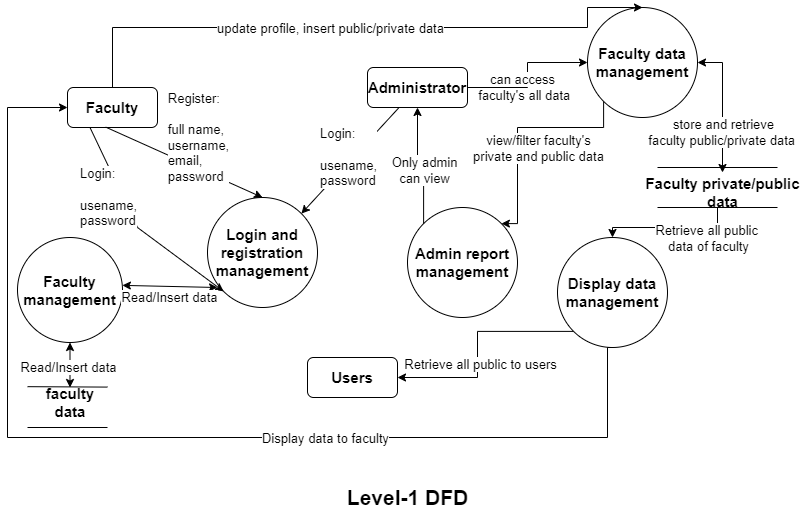 update profile, insert public/private data
Faculty data
management
Administrator
can access
faculty's all data
Faculty
Register:
full name,
username,
email,
password
Login:
usename,
password
Login:
usename,
password
Only admin
can view
view/filter faculty's
private and public data
store and retrieve
faculty public/private data
Faculty private/public
data
Retrieve all public
data of faculty
Login and
registration
management
Admin report
management
Display data
management
Faculty
management
Read/Insert data
Read/Insert data
faculty
data
Users
Retrieve all public to users
Display data to faculty
Level-1 DFD